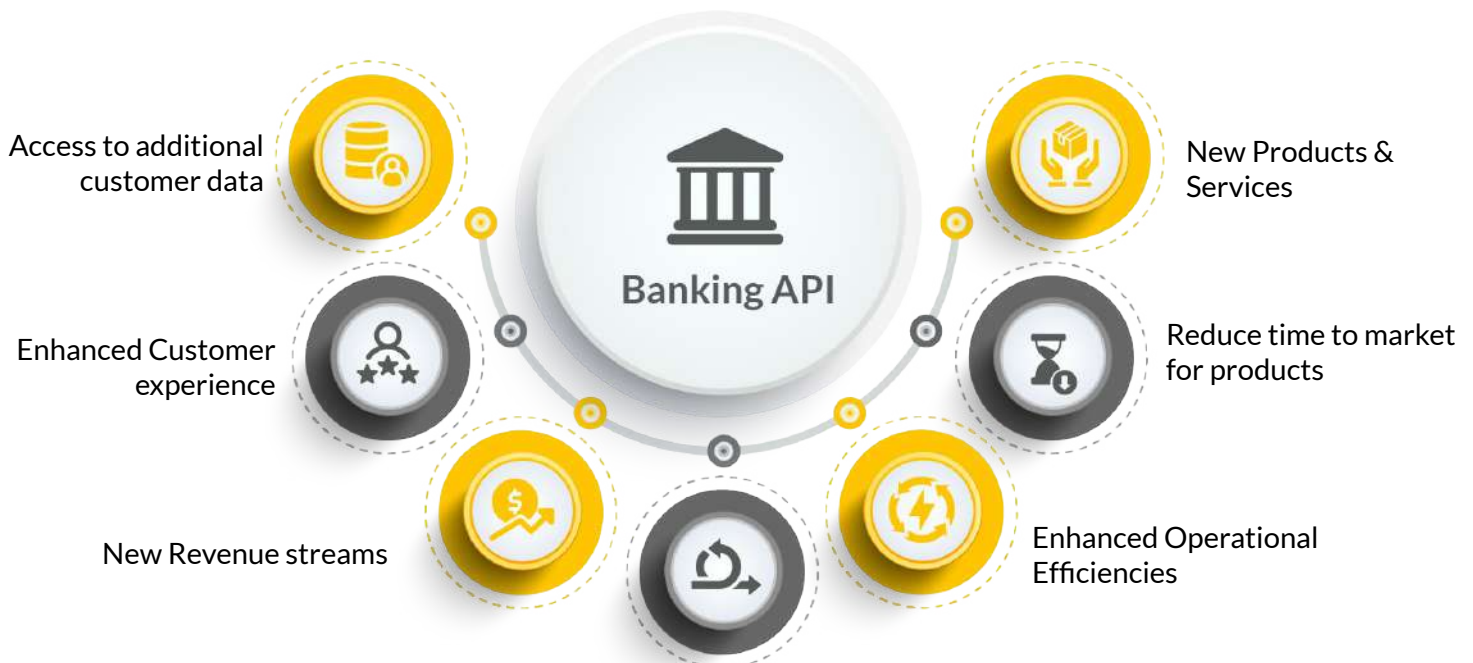 Banking API
Access to additional
customer data
Enhanced Customer
experience
New Revenue streams
New Products &
Services
Reduce time to market
for products
Enhanced Operational
Efficiencies
$